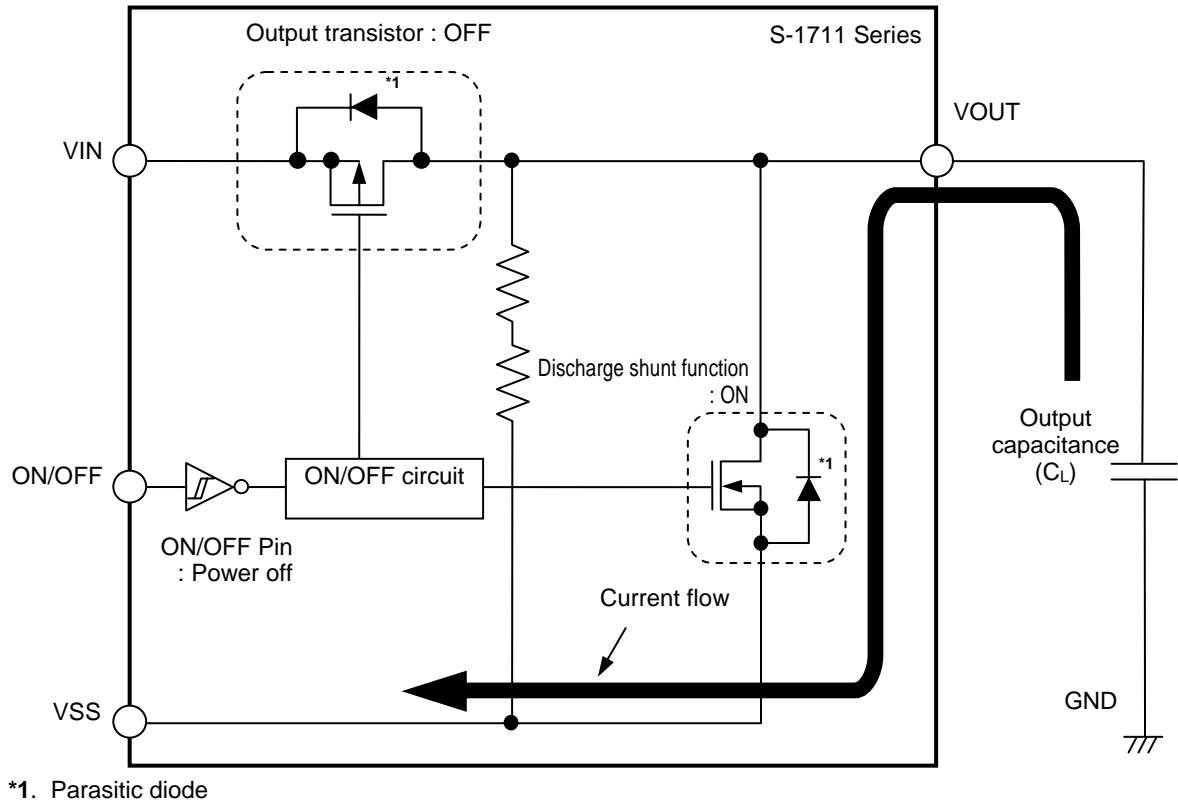 Output transistor : OFF
S-1711 Series
*1
VOUT
VIN
Discharge shunt function
: ON
*1
Output
capacitance
(CL)
ON/OFF
ON/OFF circuit
ON/OFF Pin
: Power off
Current flow
GND
VSS
*1. Parasitic diode